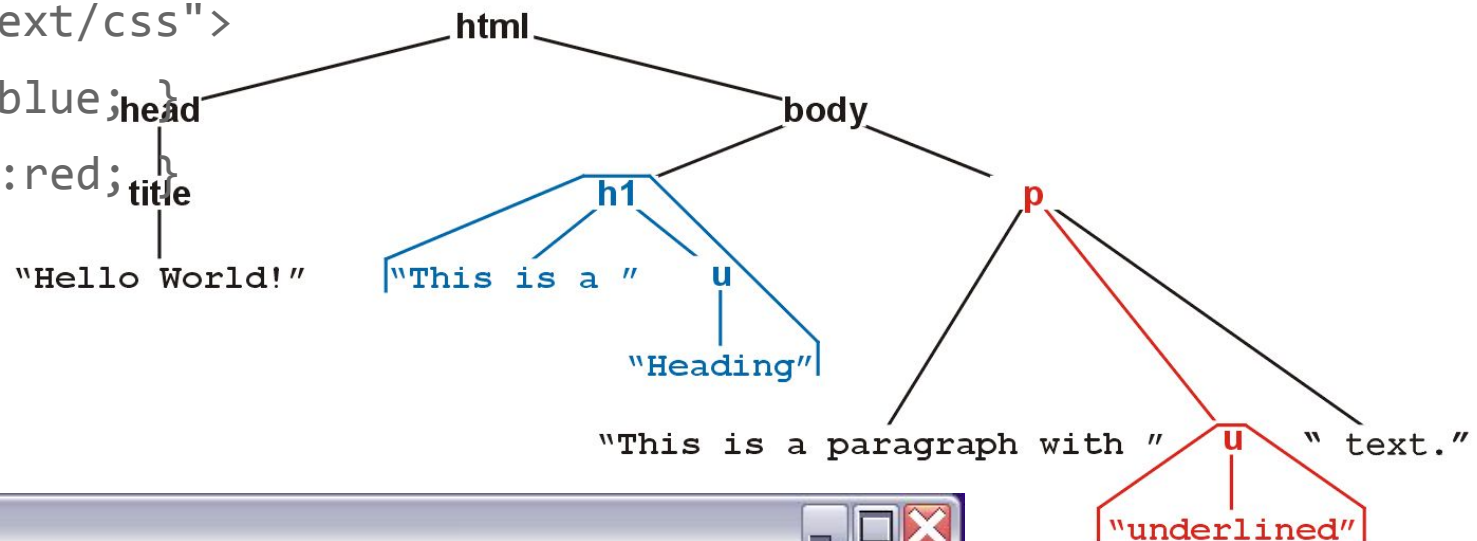 ext/css">
html
blue; }
head
body
:red; }
title
h1
p
“Hello World!”
“This is a ”
u
“Heading”
“This is a paragraph with ”
u
“ text.”
“underlined”